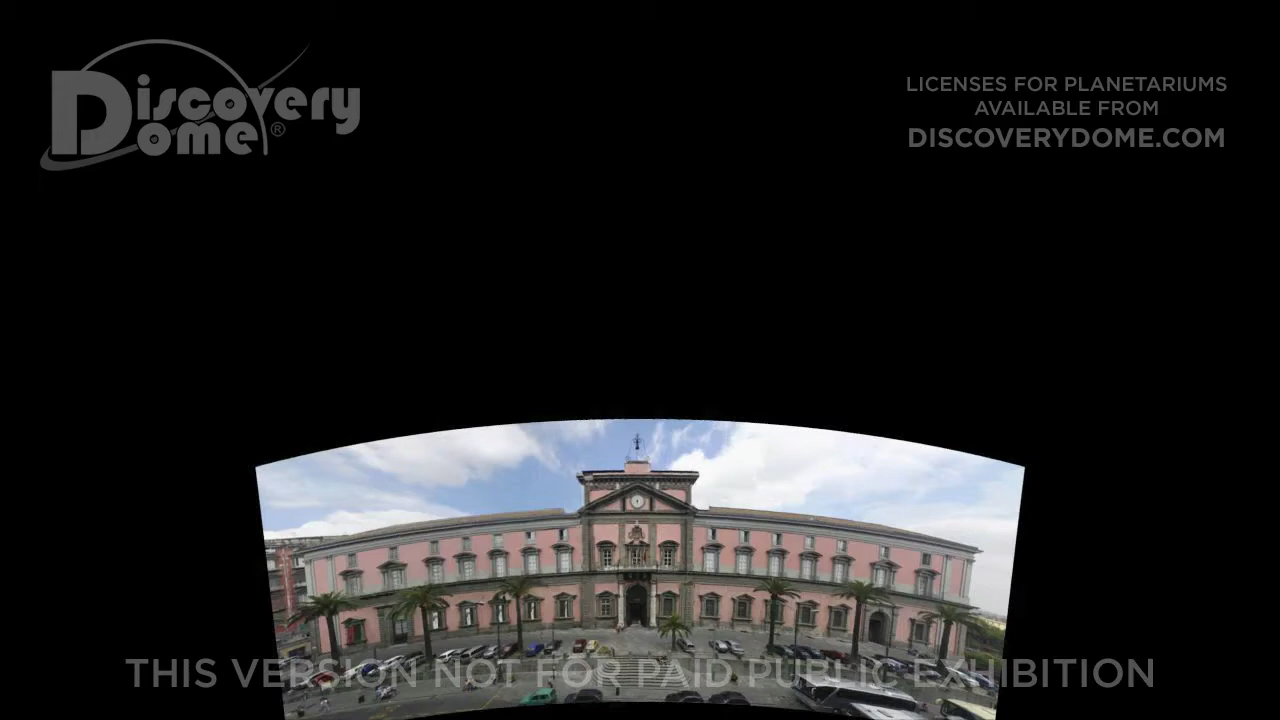 Discovery
Dome®
LICENSES FOR PLANETARIUMS
AVAILABLE FROM
DISCOVERYDOME.COM
THIS VERSION NOT FOR PAID PUBLIC EXHIBITION